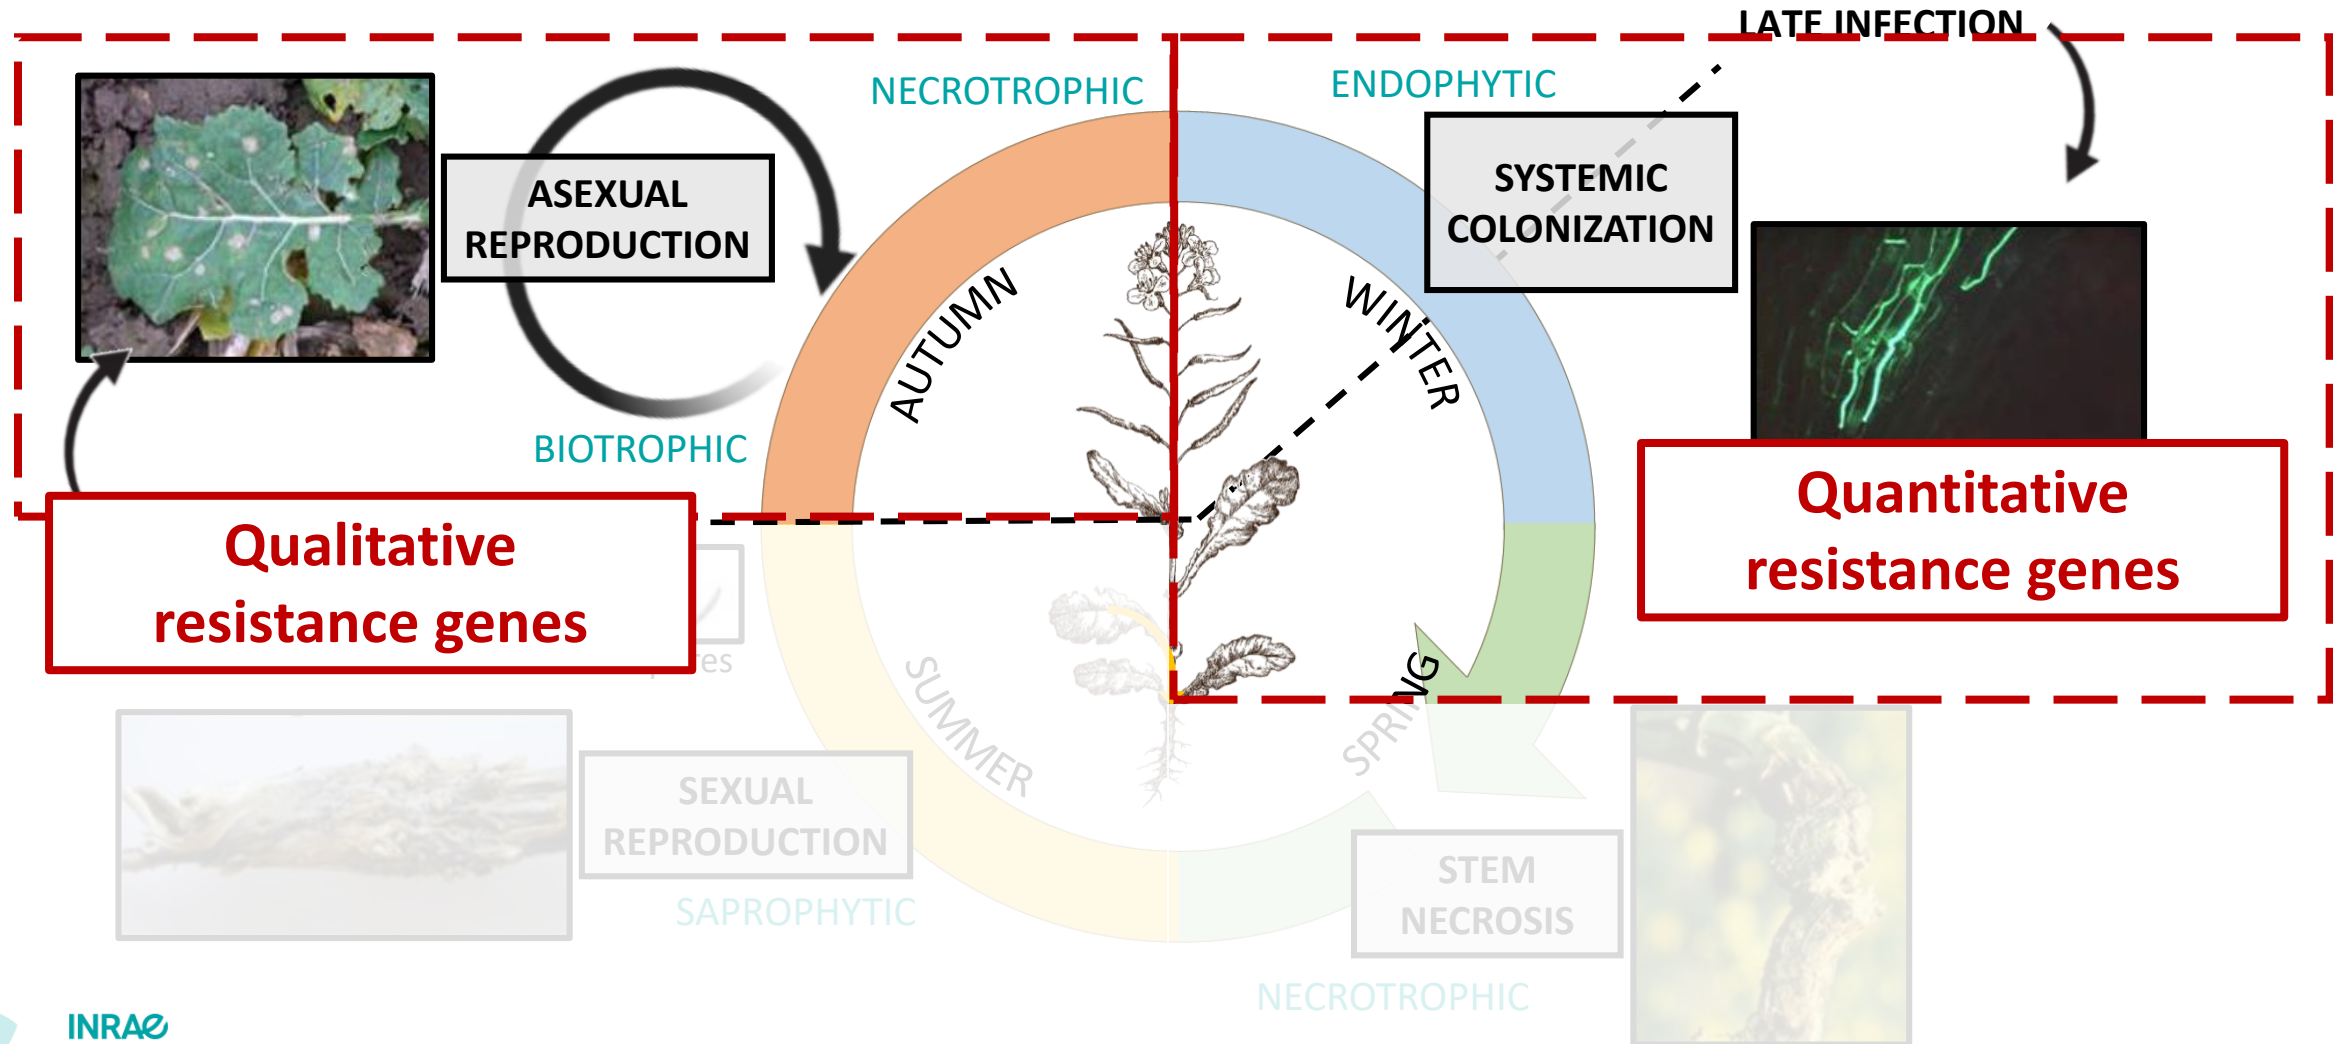 LATE INFECTION
NECROTROPHIC
ENDOPHYTIC
ASEXUAL
REPRODUCTION
SYSTEMIC
COLONIZATION
AUTUMN
WINTER
BIOTROPHIC
Qualitative
resistance genes
Quantitative
resistance genes
SUMMER
SPRING
SEXUAL
REPRODUCTION
SAPROPHYTIC
STEM
NECROSIS
NECROTROPHIC
INRAE